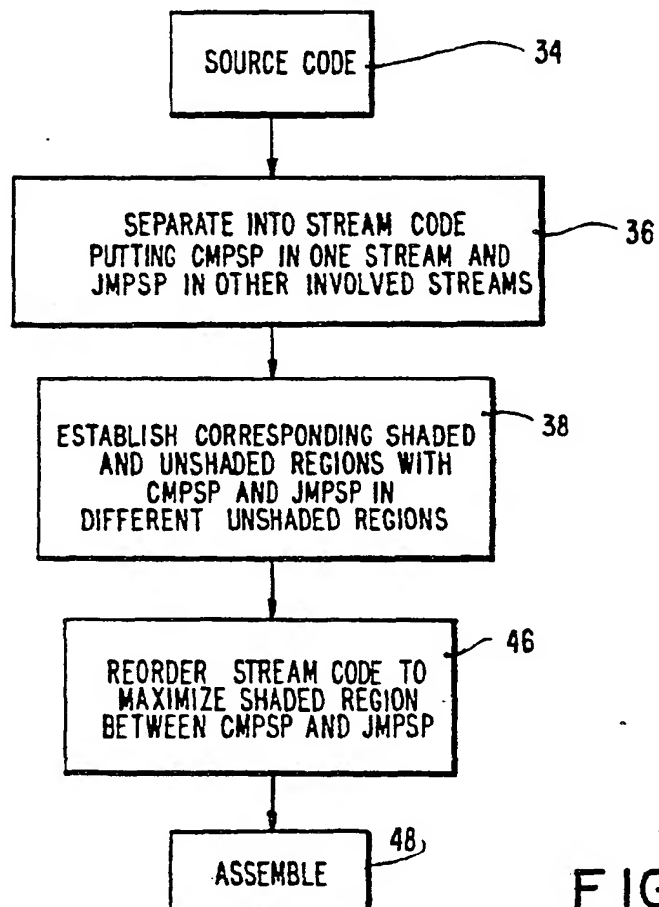 SOURCE CODE
34
SEPARATE INTO STREAM CODE
PUTTING CMPSP IN ONE STREAM AND
JMPSP IN OTHER INVOLVED STREAMS
36
ESTABLISH CORRESPONDING SHADED
AND UNSHADED REGIONS WITH
CMPSP AND JMPSP IN
DIFFERENT UNSHADED REGIONS
38
REORDER STREAM CODE TO
MAXIMIZE SHADED REGION
BETWEEN CMPSP AND JMPSP
46
ASSEMBLE
48
FIG